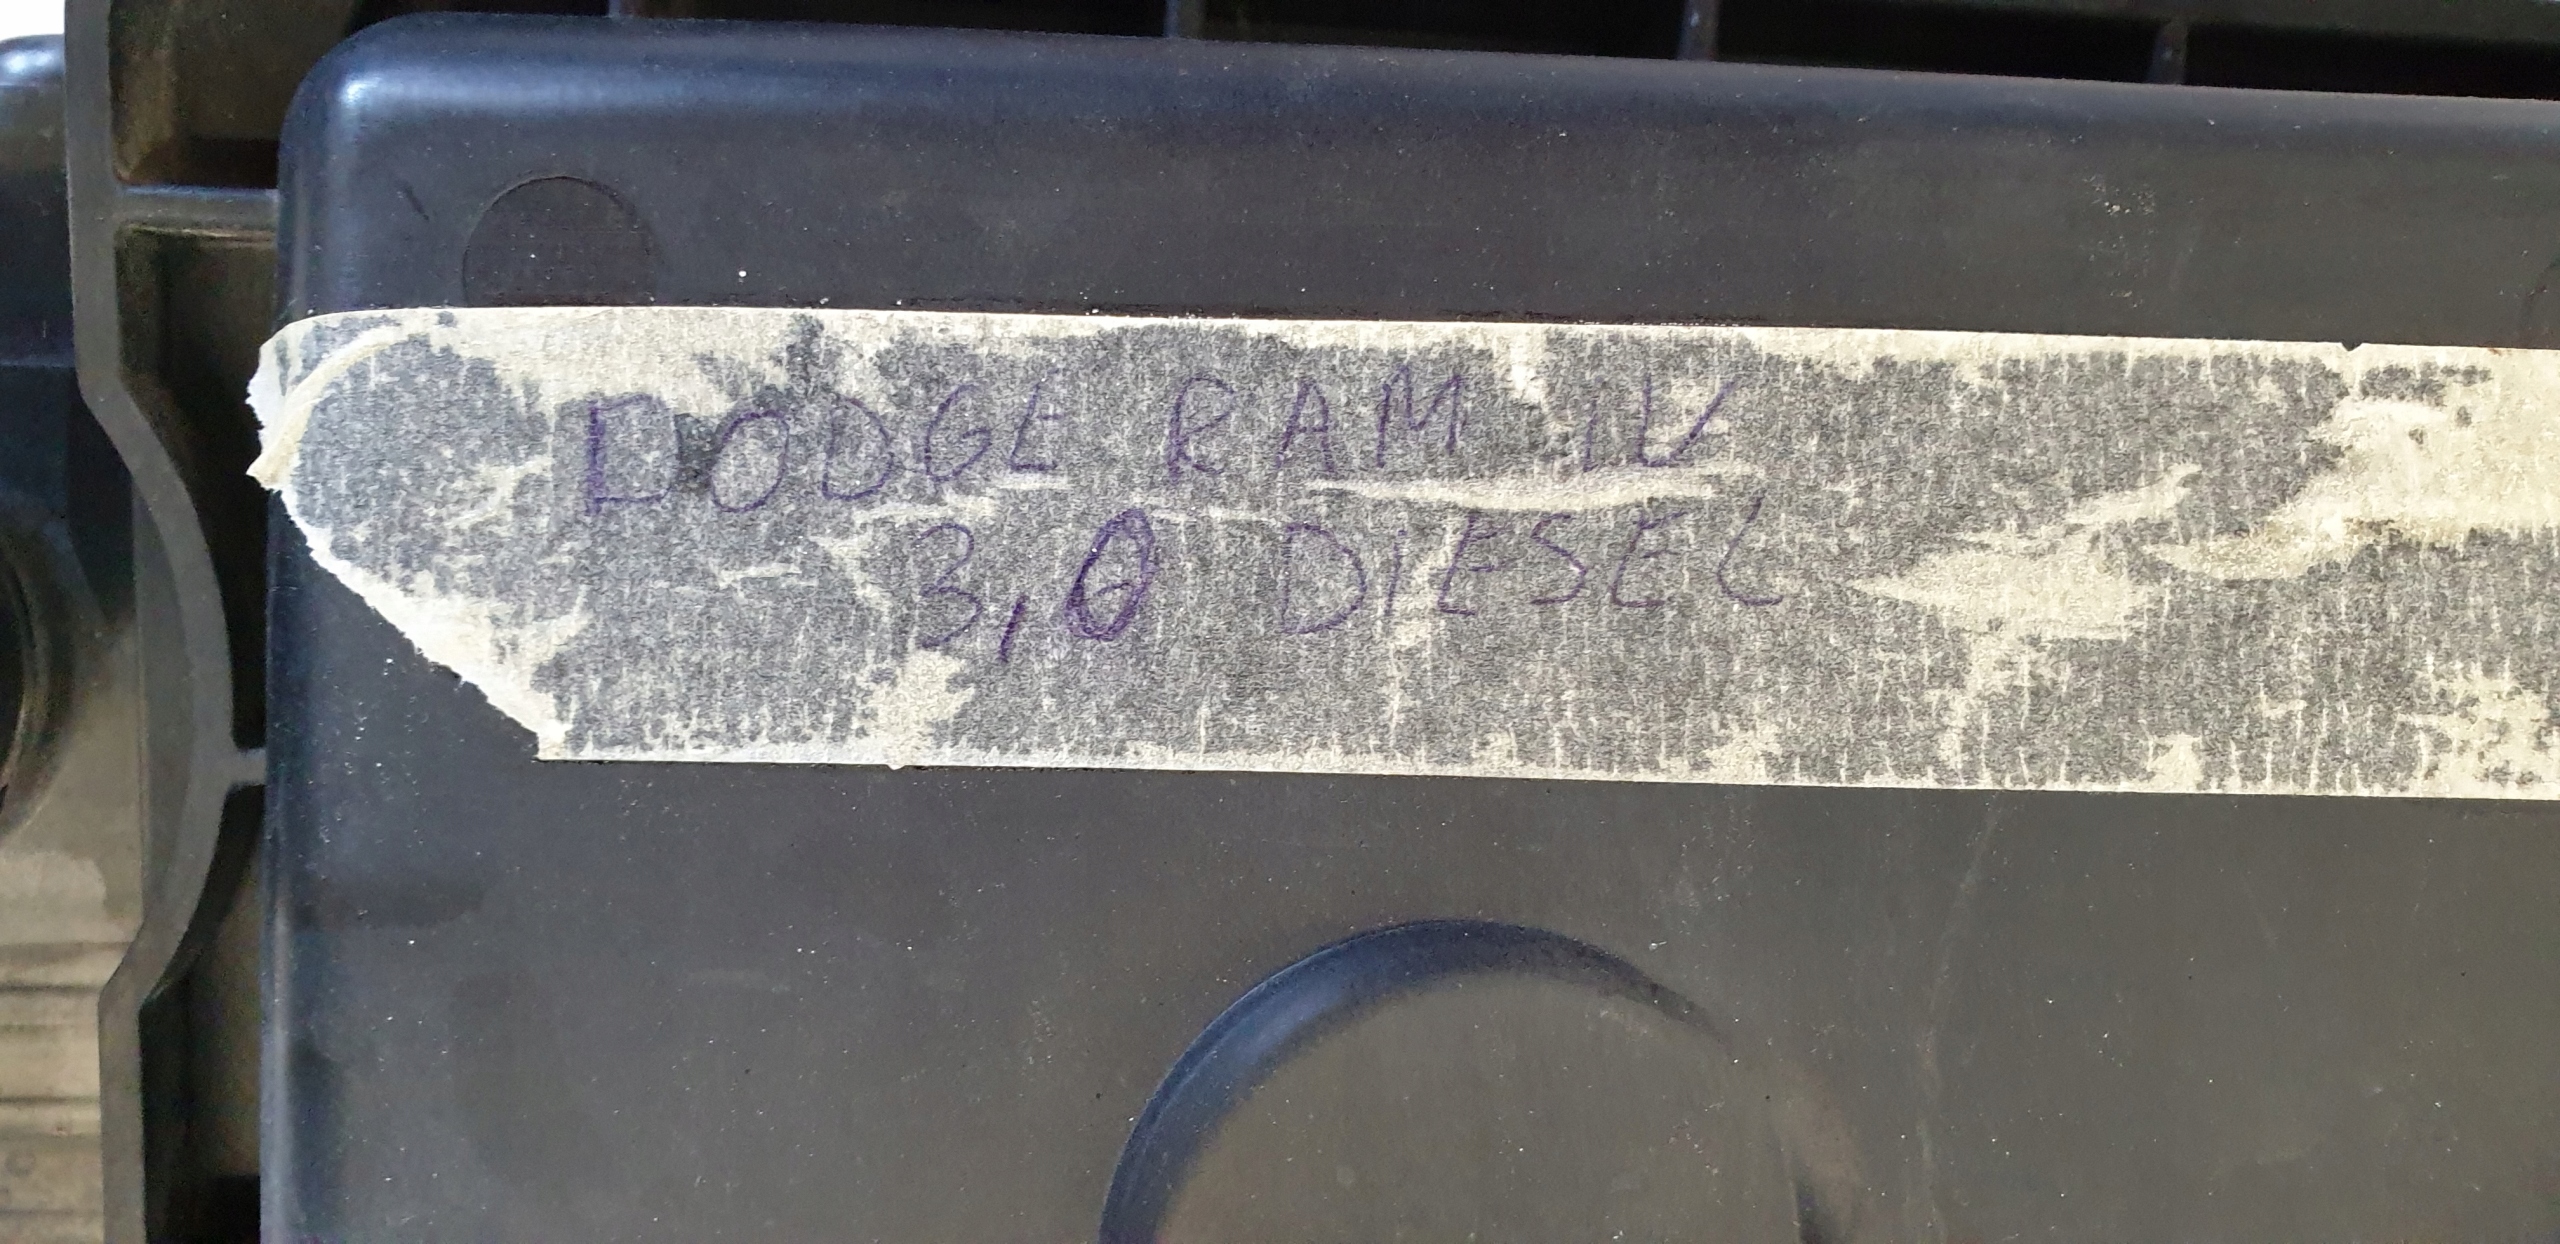 DODGE RAM IV
3,0 DIESEL